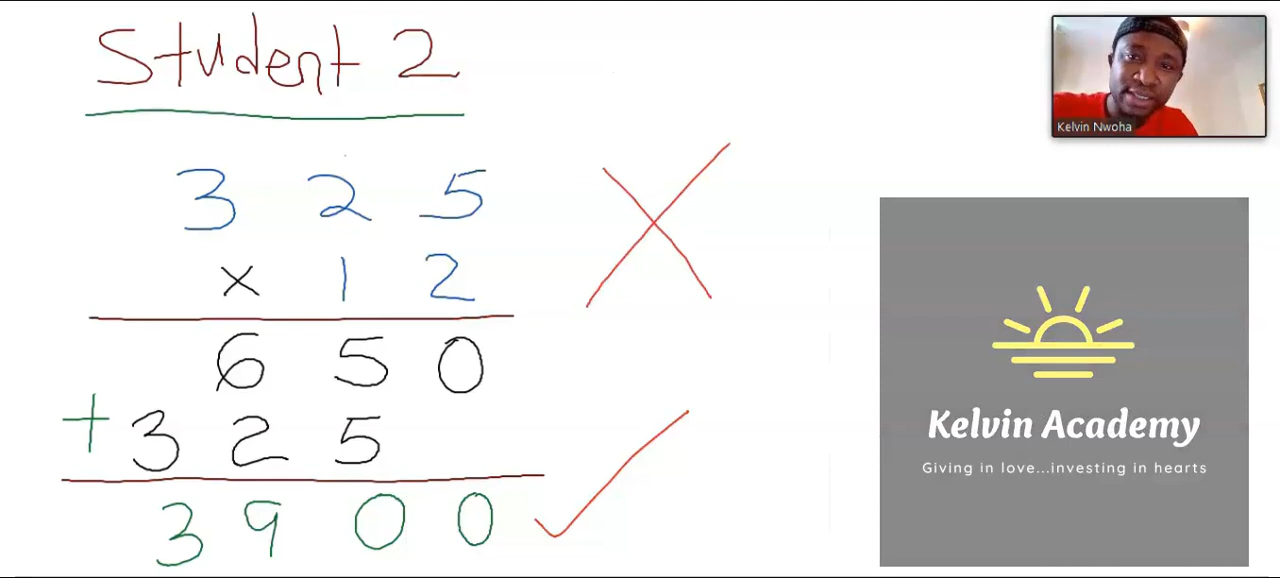 Student 2
Kelvin Nwoha
3 2 5
× 1 2
6 5 0
+ 3 2 5
3 9 0 0
Kelvin Academy
Giving in love...investing in hearts